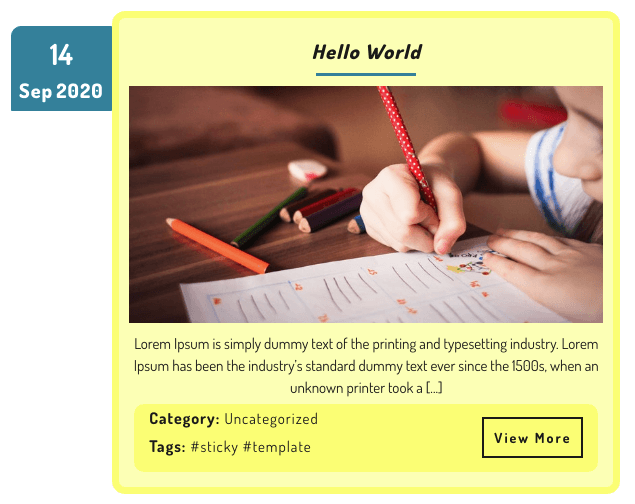 14
Sep 2020
Hello World
Lorem Ipsum is simply dummy text of the printing and typesetting industry. Lorem
Ipsum has been the industry's standard dummy text ever since the 1500s, when an
unknown printer took a [...]
Category: Uncategorized
Tags: #sticky #template
View More